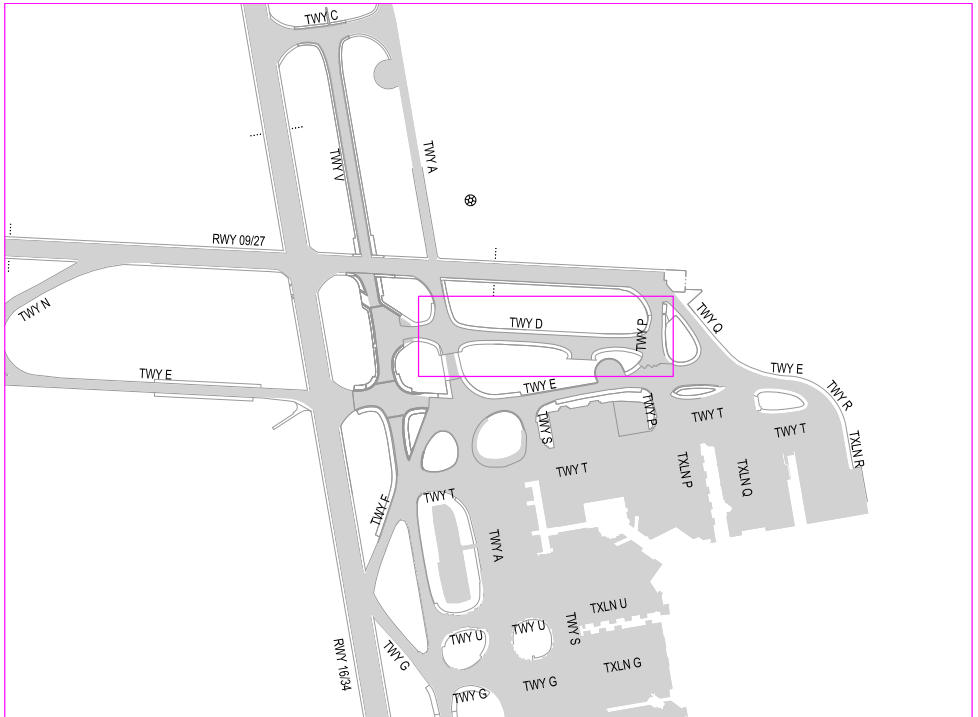 TWY C
TWY V
TWY A
RWY 09/27
TWY N
TWY D
TWY P
TWY Q
TWY E
TWY E
TWY E
TWY R
TWY S
TWY P
TWY T
TWY T
TXLN R
TWY T
TXLN P
TXLN Q
TWY F
TWY T
TWY A
TXLN U
TWY U
TWY U
TWY S
RWY 16/34
TWY G
TXLN G
TWY G
TWY G